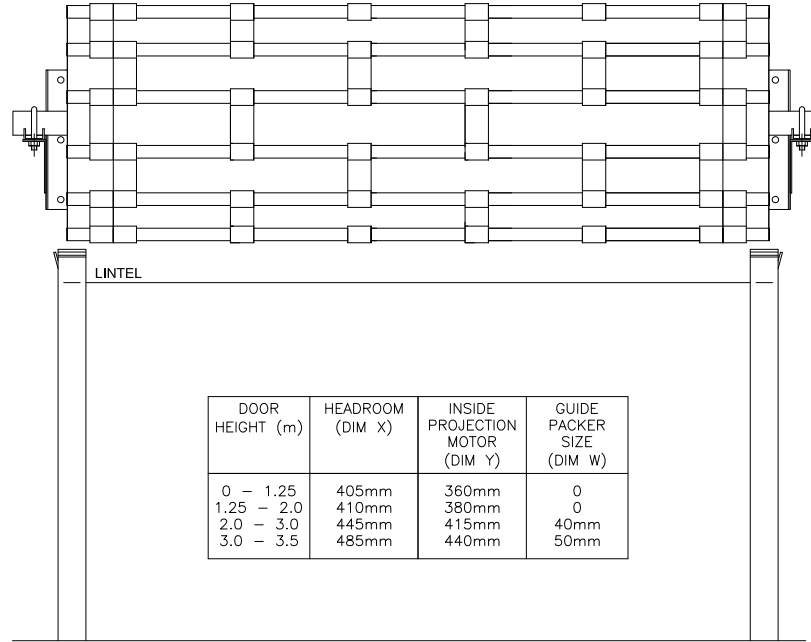 LINTEL
DOOR HEIGHT (m) HEADROOM (DIM X) INSIDE PROJECTION MOTOR (DIM Y) GUIDE PACKER SIZE (DIM W)
0 – 1.25 405mm 360mm 0
1.25 – 2.0 410mm 380mm 0
2.0 – 3.0 445mm 415mm 40mm
3.0 – 3.5 485mm 440mm 50mm